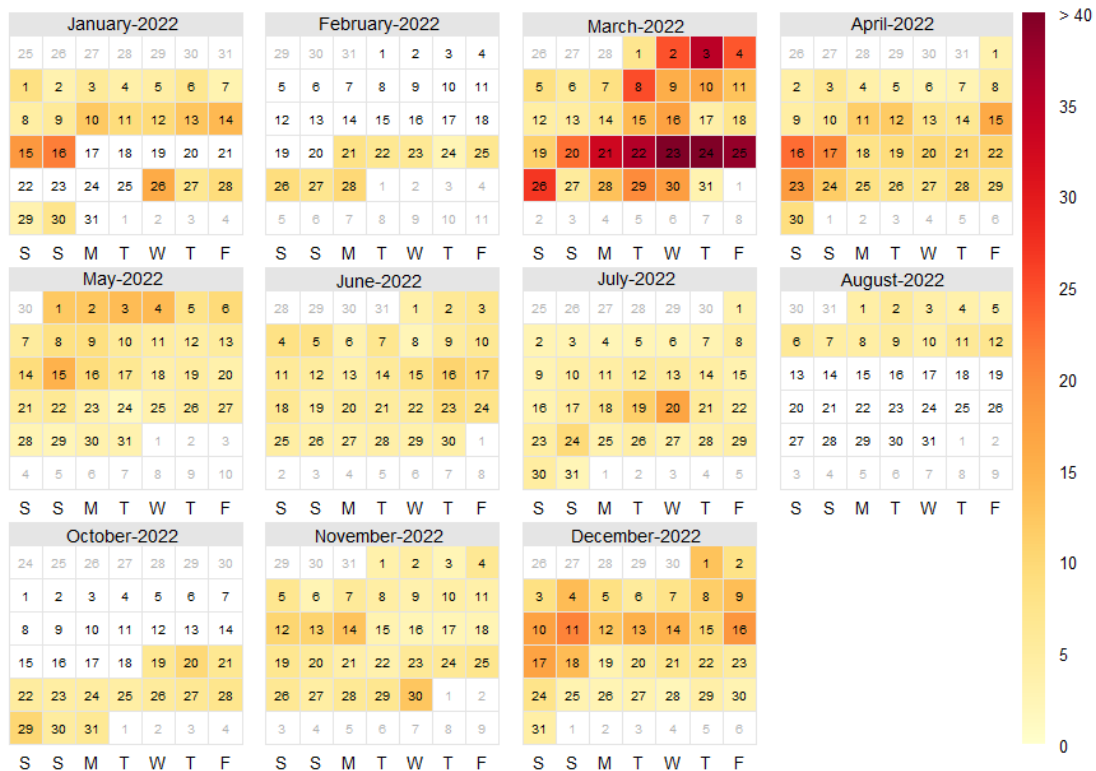 January-2022
25 26 27 28 29 30 31
1 2 3 4 5 6 7
8 9 10 11 12 13 14
15 16 17 18 19 20 21
22 23 24 25 26 27 28
29 30 31 1 2 3 4
S S M T W T F
February-2022
29 30 31 1 2 3 4
5 6 7 8 9 10 11
12 13 14 15 16 17 18
19 20 21 22 23 24 25
26 27 28 1 2 3 4
5 6 7 8 9 10 11
S S M T W T F
March-2022
26 27 28 1 2 3 4
5 6 7 8 9 10 11
12 13 14 15 16 17 18
19 20 21 22 23 24 25
26 27 28 29 30 31 1
2 3 4 5 6 7 8
S S M T W T F
April-2022
26 27 28 29 30 31 1
2 3 4 5 6 7 8
9 10 11 12 13 14 15
16 17 18 19 20 21 22
23 24 25 26 27 28 29
30 1 2 3 4 5 6
S S M T W T F
May-2022
30 1 2 3 4 5 6
7 8 9 10 11 12 13
14 15 16 17 18 19 20
21 22 23 24 25 26 27
28 29 30 31 1 2 3
4 5 6 7 8 9 10
S S M T W T F
June-2022
28 29 30 31 1 2 3
4 5 6 7 8 9 10
11 12 13 14 15 16 17
18 19 20 21 22 23 24
25 26 27 28 29 30 1
2 3 4 5 6 7 8
S S M T W T F
July-2022
25 26 27 28 29 30 1
2 3 4 5 6 7 8
9 10 11 12 13 14 15
16 17 18 19 20 21 22
23 24 25 26 27 28 29
30 31 1 2 3 4 5
S S M T W T F
August-2022
30 31 1 2 3 4 5
6 7 8 9 10 11 12
13 14 15 16 17 18 19
20 21 22 23 24 25 26
27 28 29 30 31 1 2
3 4 5 6 7 8 9
S S M T W T F
October-2022
24 25 26 27 28 29 30
1 2 3 4 5 6 7
8 9 10 11 12 13 14
15 16 17 18 19 20 21
22 23 24 25 26 27 28
29 30 31 1 2 3 4
S S M T W T F
November-2022
29 30 31 1 2 3 4
5 6 7 8 9 10 11
12 13 14 15 16 17 18
19 20 21 22 23 24 25
26 27 28 29 30 1 2
3 4 5 6 7 8 9
S S M T W T F
December-2022
26 27 28 29 30 1 2
3 4 5 6 7 8 9
10 11 12 13 14 15 16
17 18 19 20 21 22 23
24 25 26 27 28 29 30
31 1 2 3 4 5 6
S S M T W T F
> 40
35
30
25
20
15
10
5
0